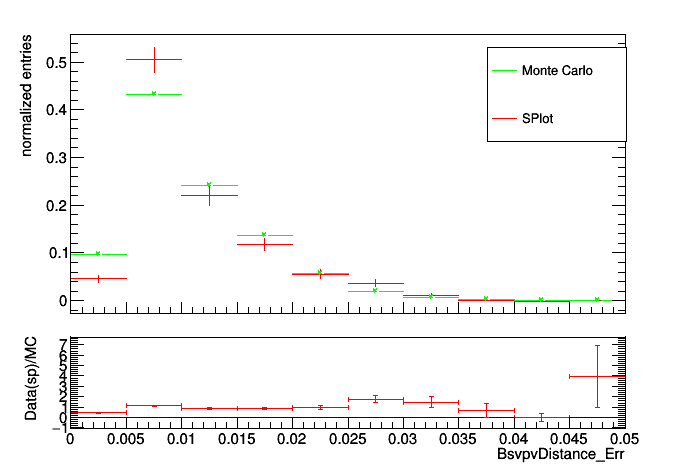 normalized entries
0.5
0.4
0.3
0.2
0.1
0
Monte Carlo
SPlot
Data(sp)/MC
7
6
5
4
3
2
1
0
−1
0 0.005 0.01 0.015 0.02 0.025 0.03 0.035 0.04 0.045 0.05
BsvpvDistance_Err